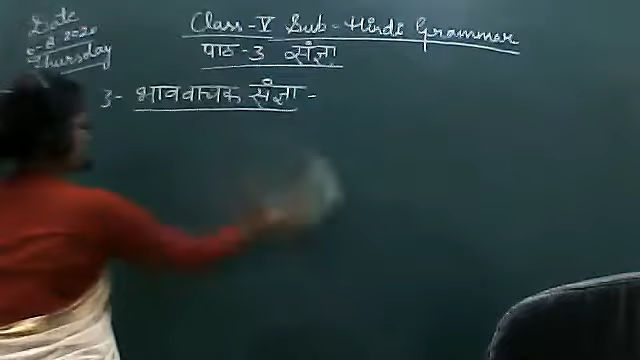 Date
Class - V Sub - Hindi Grammar
6-8-2020
Thursday
पाठ-3 संज्ञा
3- भाववाचक संज्ञा -